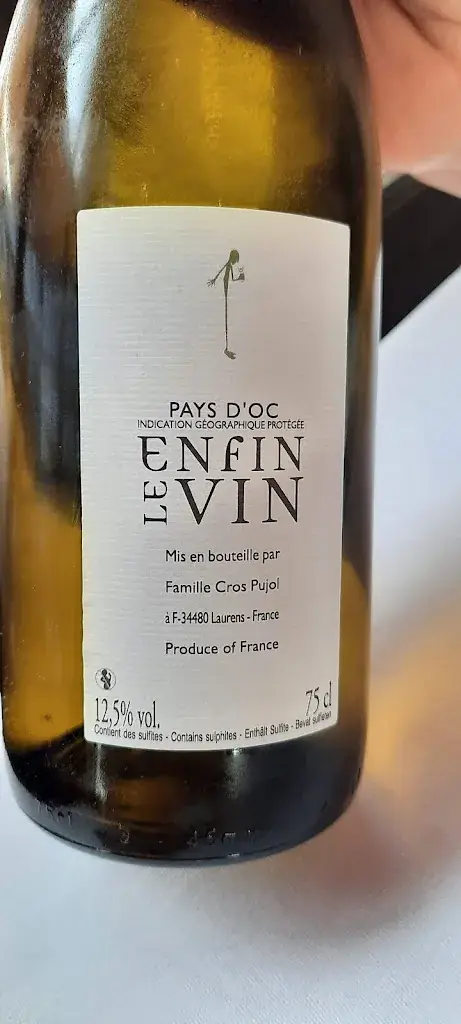 PAYS D'OC
INDICATION GÉOGRAPHIQUE PROTÉGÉE
ENFIN
LE VIN
Mis en bouteille par
Famille Cros Pujol
à F-34480 Laurens - France
Produce of France
12,5% vol. 75 cl
Contient des sulfites - Contains sulphites - Enthält Sulfite - Bevat sulfieten